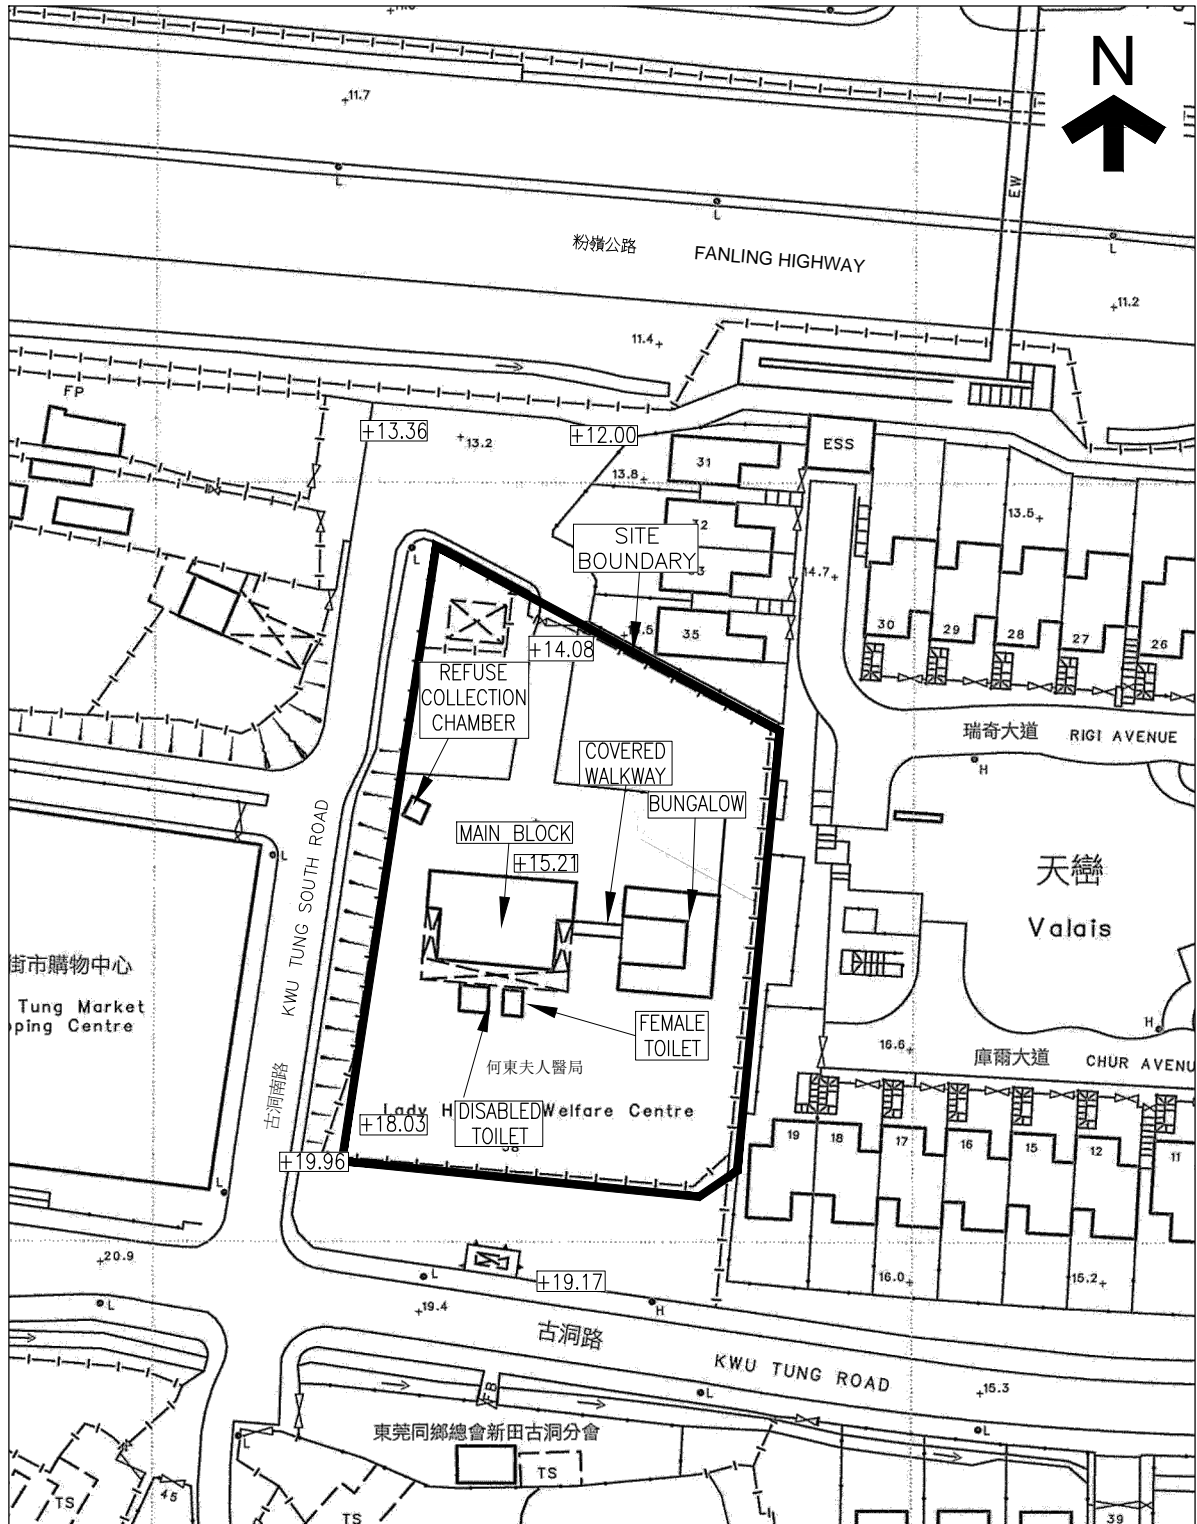 N
11.7
EW
L
L
L
粉嶺公路
FANLING HIGHWAY
11.2
11.4
FP
+13.36
13.2
+12.00
31
ESS
13.8
13.5
SITE
BOUNDARY
32
L
14.7
35
30
29
28
27
26
+14.08
REFUSE
COLLECTION
CHAMBER
瑞奇大道
RIGI AVENUE
H
COVERED
WALKWAY
BUNGALOW
MAIN BLOCK
+15.21
L
KWU TUNG SOUTH ROAD
古洞南路
天巒
Valais
街市購物中心
Tung Market
pping Centre
FEMALE
TOILET
H
16.6
庫爾大道
CHUR AVENU
何東夫人醫局
Lady H
Welfare Centre
DISABLED
TOILET
+18.03
19
18
17
16
15
12
11
+19.96
L
20.9
+19.17
16.0
15.2
L
L
19.4
H
古洞路
KWU TUNG ROAD
15.3
FB
L
L
東莞同鄉總會新田古洞分會
L
TS
TS
45
TS
39